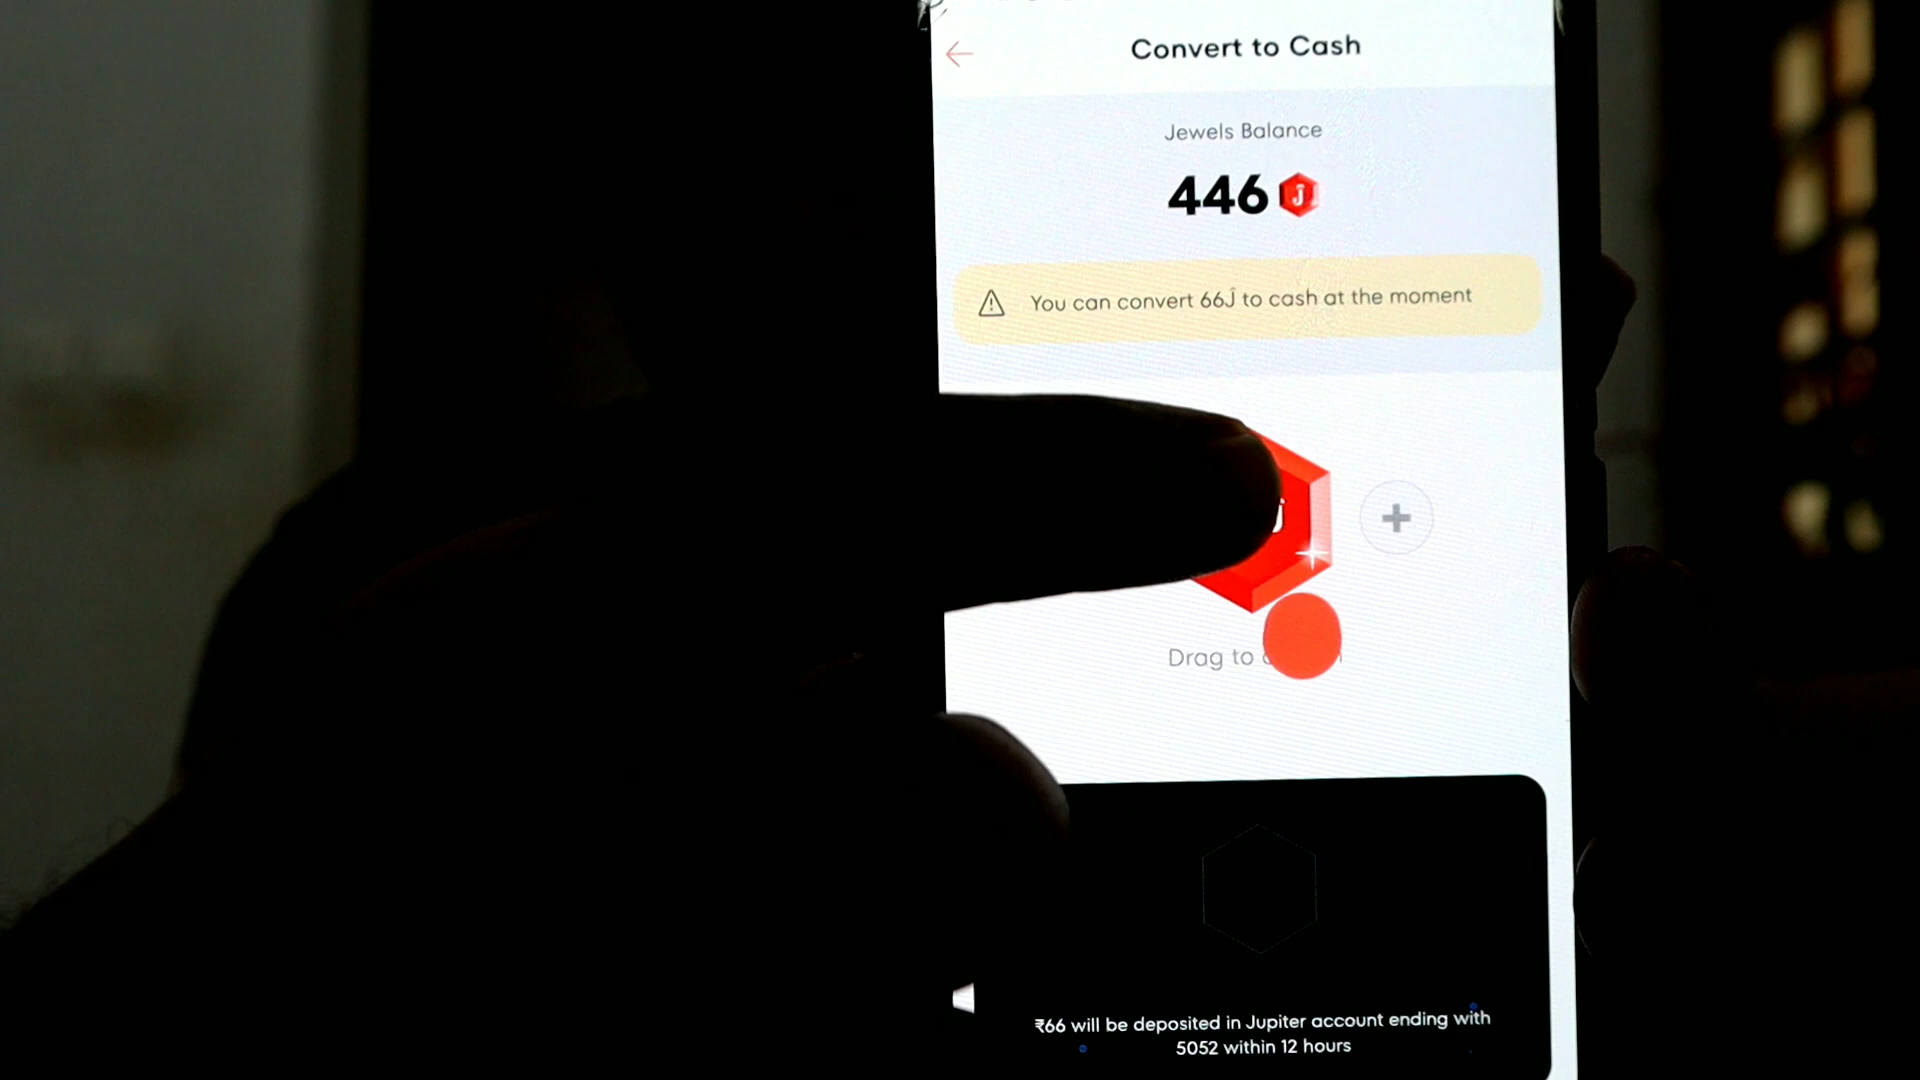 Convert to Cash
Jewels Balance
446 J
You can convert 66J to cash at the moment
Drag to
₹66 will be deposited in Jupiter account ending with
5052 within 12 hours